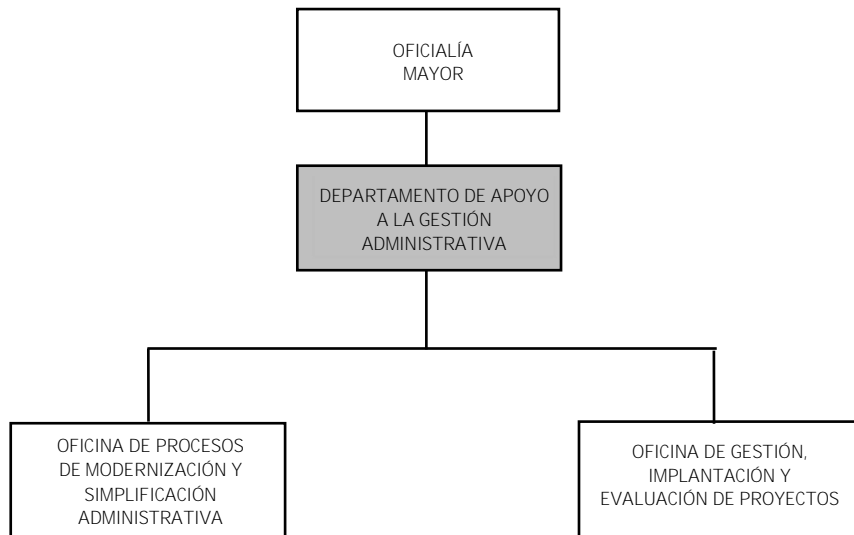 OFICIALÍA
MAYOR
DEPARTAMENTO DE APOYO
A LA GESTIÓN
ADMINISTRATIVA
OFICINA DE PROCESOS
DE MODERNIZACIÓN Y
SIMPLIFICACIÓN
ADMINISTRATIVA
OFICINA DE GESTIÓN,
IMPLANTACIÓN Y
EVALUACIÓN DE PROYECTOS